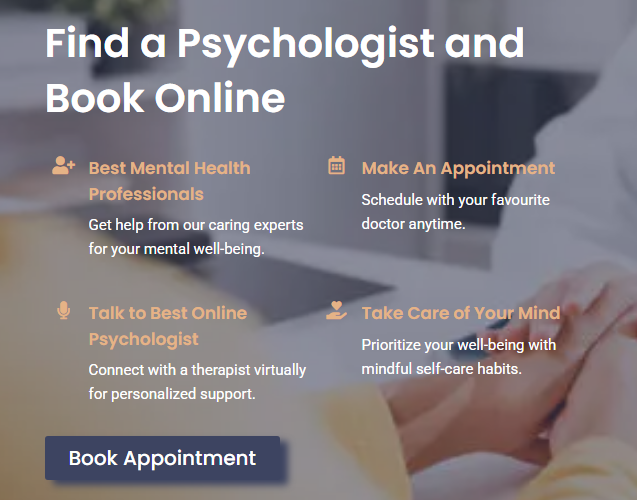 Find a Psychologist and
Book Online
Best Mental Health
Professionals
Get help from our caring experts
for your mental well-being.
Make An Appointment
Schedule with your favourite
doctor anytime.
Talk to Best Online
Psychologist
Connect with a therapist virtually
for personalized support.
Take Care of Your Mind
Prioritize your well-being with
mindful self-care habits.
Book Appointment